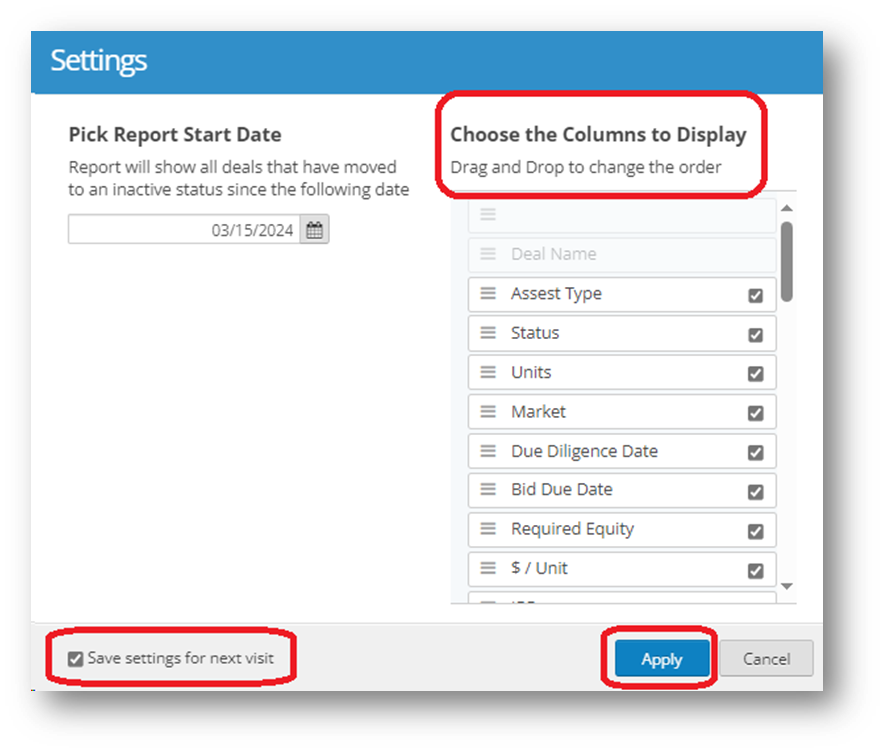 Settings
Pick Report Start Date
Report will show all deals that have moved
to an inactive status since the following date
03/15/2024
Choose the Columns to Display
Drag and Drop to change the order
Deal Name
Assest Type
Status
Units
Market
Due Diligence Date
Bid Due Date
Required Equity
$ / Unit
Save settings for next visit
Apply
Cancel